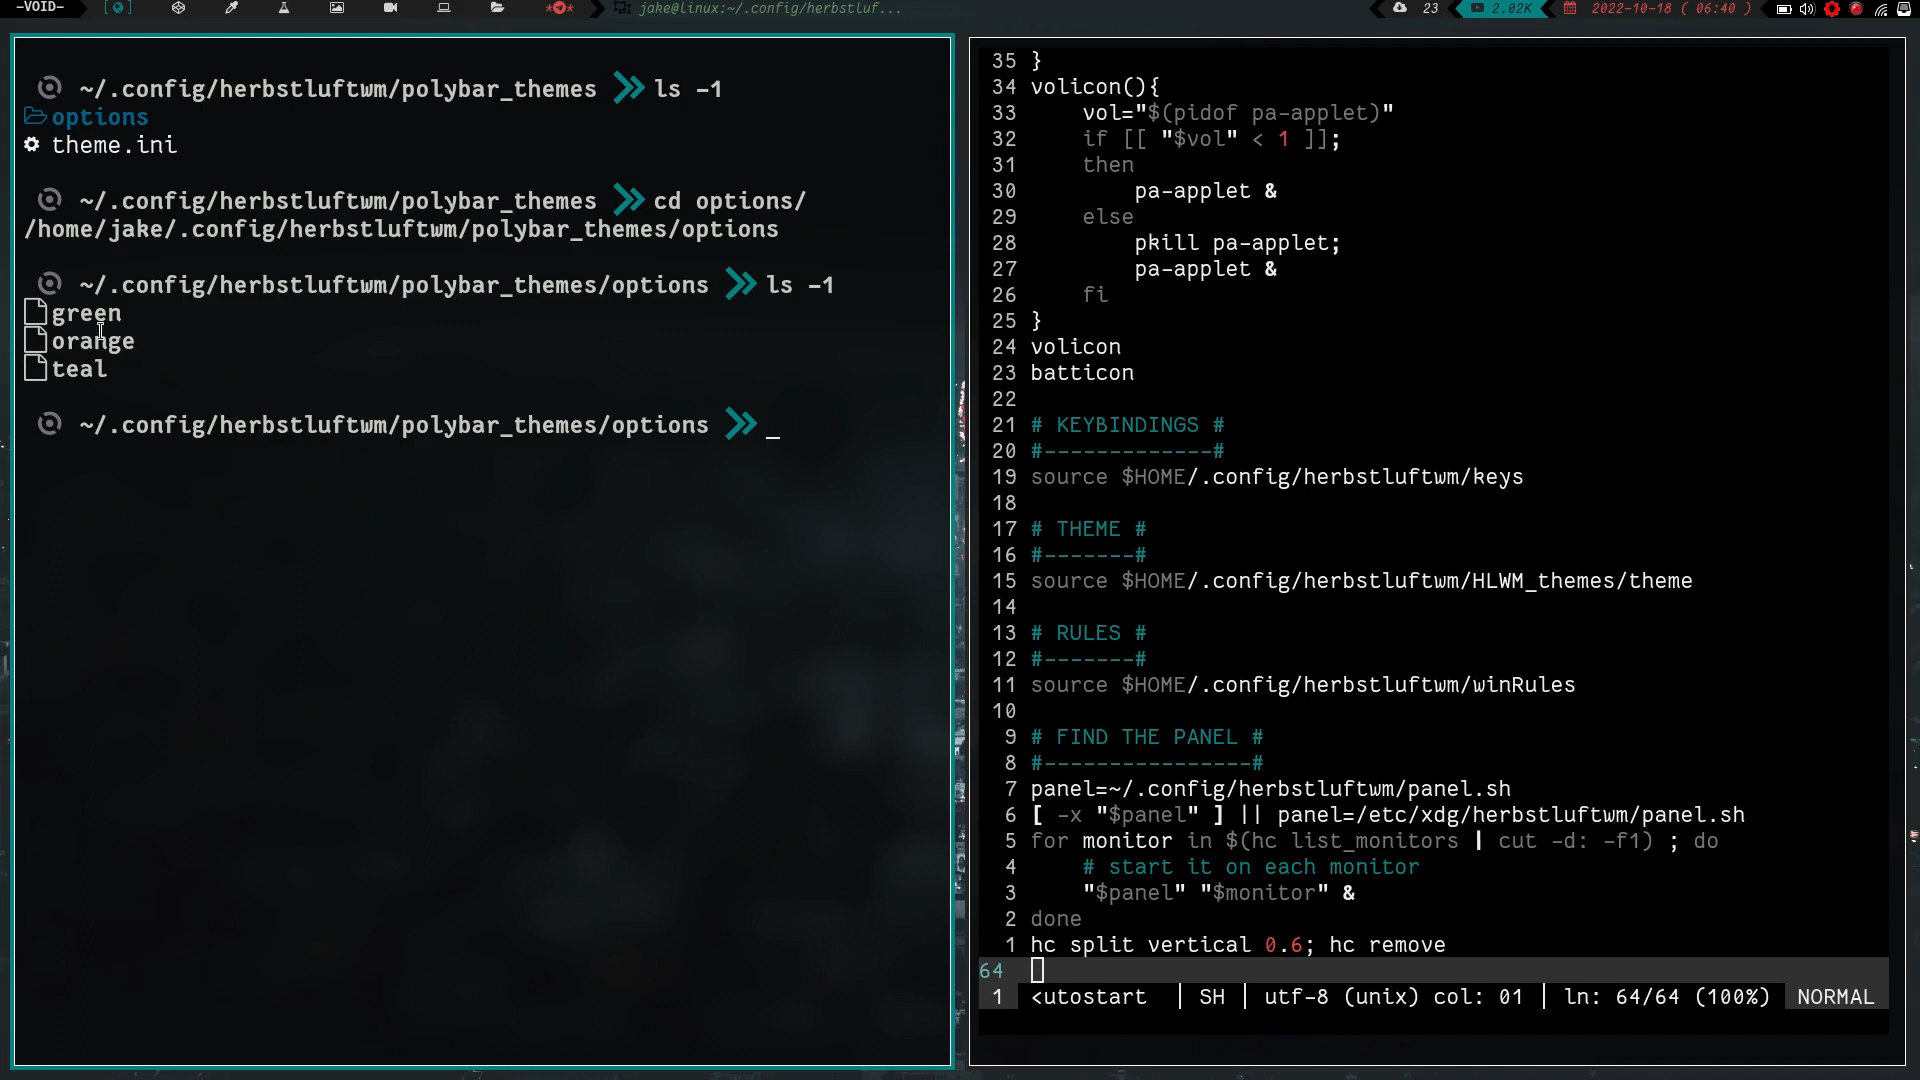 -VOID-
jake@linux:~/.config/herbstluf...
23
2.02K
2022-10-18 ( 06:40 )
~/.config/herbstluftwm/polybar_themes ls -1
options
theme.ini
~/.config/herbstluftwm/polybar_themes cd options/
/home/jake/.config/herbstluftwm/polybar_themes/options
~/.config/herbstluftwm/polybar_themes/options ls -1
green
orange
teal
~/.config/herbstluftwm/polybar_themes/options _
35 }
34 volicon(){
33 vol="$(pidof pa-applet)"
32 if [[ "$vol" < 1 ]];
31 then
30 pa-applet &
29 else
28 pkill pa-applet;
27 pa-applet &
26 fi
25 }
24 volicon
23 batticon
22
21 # KEYBINDINGS #
20 #-------------#
19 source $HOME/.config/herbstluftwm/keys
18
17 # THEME #
16 #-------#
15 source $HOME/.config/herbstluftwm/HLWM_themes/theme
14
13 # RULES #
12 #-------#
11 source $HOME/.config/herbstluftwm/winRules
10
9 # FIND THE PANEL #
8 #----------------#
7 panel=~/.config/herbstluftwm/panel.sh
6 [ -x "$panel" ] || panel=/etc/xdg/herbstluftwm/panel.sh
5 for monitor in $(hc list_monitors | cut -d: -f1) ; do
4 # start it on each monitor
3 "$panel" "$monitor" &
2 done
1 hc split vertical 0.6; hc remove
64
1 <utostart | SH | utf-8 (unix) col: 01 | ln: 64/64 (100%) NORMAL